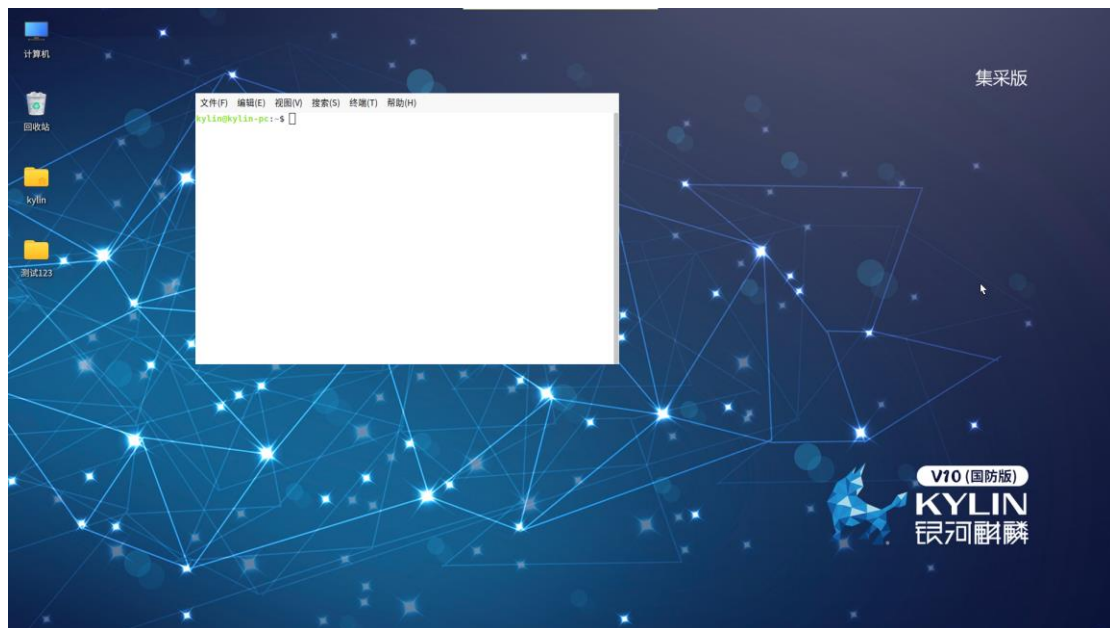 计算机
回收站
kylin
测试123
文件(F) 编辑(E) 视图(V) 搜索(S) 终端(T) 帮助(H)
kylin@kylin-pc:~$
集采版
V10 (国防版)
KYLIN
银河麒麟